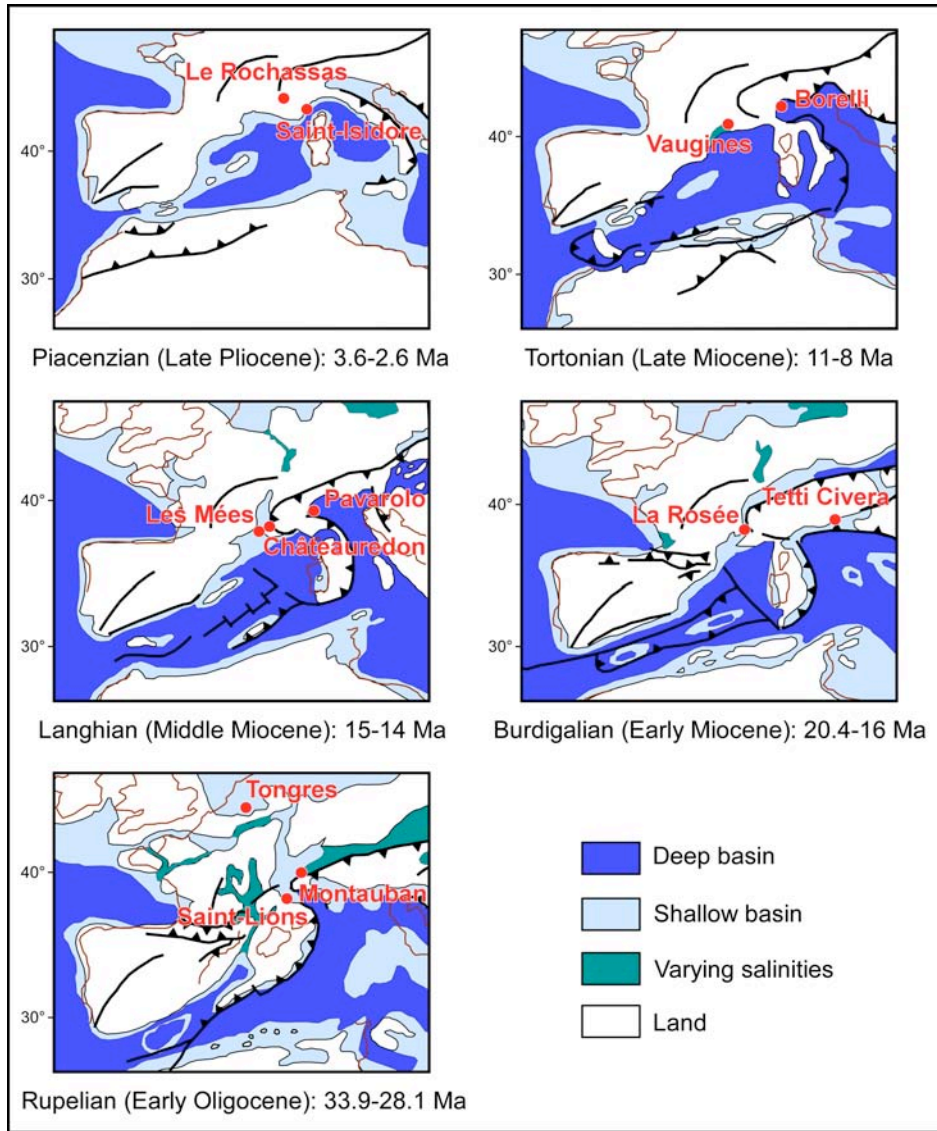 Le Rochassas
Saint-Isidore
40°
30°
Piacenzian (Late Pliocene): 3.6-2.6 Ma
Borelli
Vaugines
40°
30°
Tortonian (Late Miocene): 11-8 Ma
40°
Pavarolo
Les Mées
Châteauredon
30°
Langhian (Middle Miocene): 15-14 Ma
40°
Tetti Civera
La Rosée
30°
Burdigalian (Early Miocene): 20.4-16 Ma
Tongres
40°
Montauban
Saint-Lions
30°
Rupelian (Early Oligocene): 33.9-28.1 Ma
Deep basin
Shallow basin
Varying salinities
Land